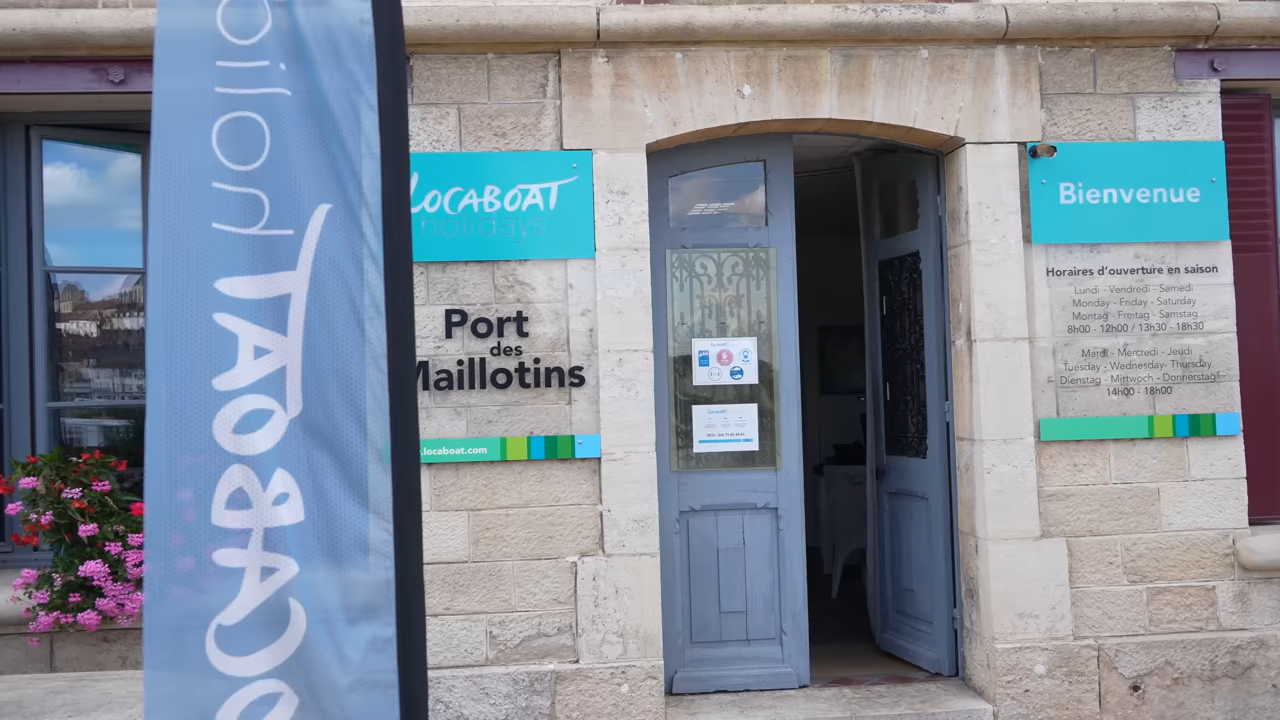 LOCABOAT
holidays
Port
des
Maillotins
.locaboat.com
Bienvenue
Horaires d'ouverture en saison
Lundi - Vendredi - Samedi
Monday - Friday - Saturday
Montag - Freitag - Samstag
8h00 - 12h00 / 13h30 - 18h30
Mardi - Mercredi - Jeudi
Tuesday - Wednesday - Thursday
Dienstag - Mittwoch - Donnerstag
14h00 - 18h00